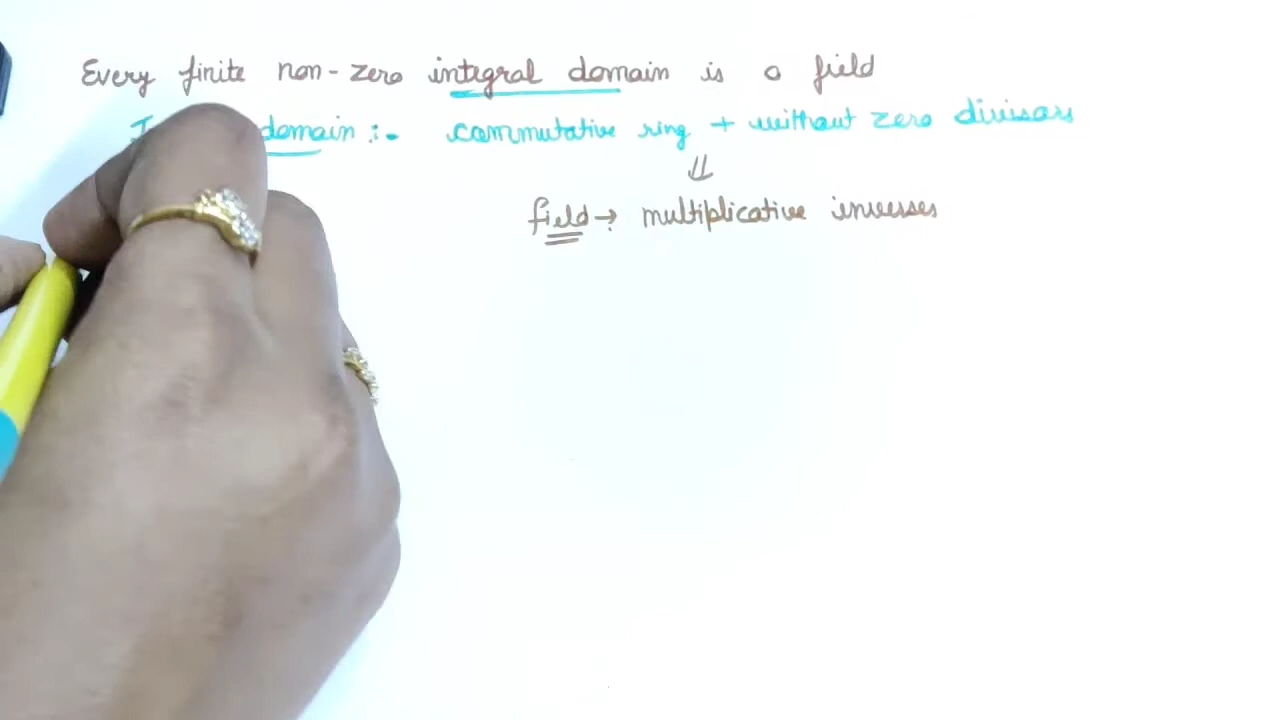 Every finite non-zero integral domain is a field
domain :- commutative ring + without zero divisors
⇓
field → multiplicative inverses